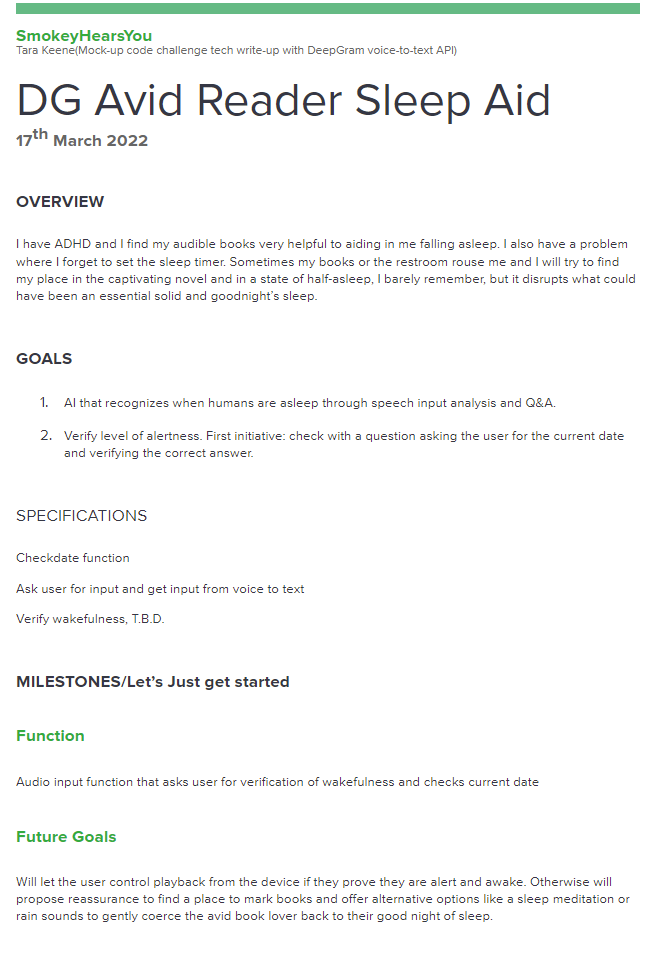 SmokeyHearsYou
Tara Keene(Mock-up code challenge tech write-up with DeepGram voice-to-text API)
DG Avid Reader Sleep Aid
17th March 2022
OVERVIEW
I have ADHD and I find my audible books very helpful to aiding in me falling asleep. I also have a problem
where I forget to set the sleep timer. Sometimes my books or the restroom rouse me and I will try to find
my place in the captivating novel and in a state of half-asleep, I barely remember, but it disrupts what could
have been an essential solid and goodnight’s sleep.
GOALS
1. AI that recognizes when humans are asleep through speech input analysis and Q&A.
2. Verify level of alertness. First initiative: check with a question asking the user for the current date
and verifying the correct answer.
SPECIFICATIONS
Checkdate function
Ask user for input and get input from voice to text
Verify wakefulness, T.B.D.
MILESTONES/Let’s Just get started
Function
Audio input function that asks user for verification of wakefulness and checks current date
Future Goals
Will let the user control playback from the device if they prove they are alert and awake. Otherwise will
propose reassurance to find a place to mark books and offer alternative options like a sleep meditation or
rain sounds to gently coerce the avid book lover back to their good night of sleep.